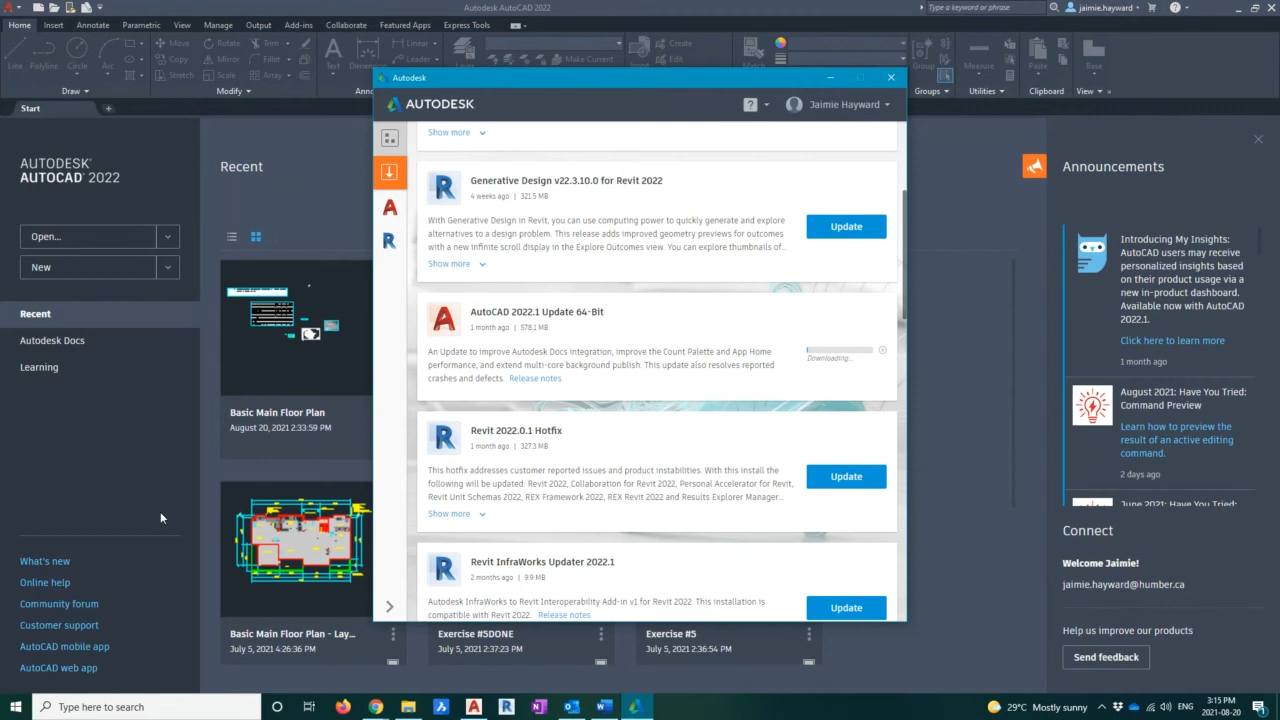 Autodesk AutoCAD 2022
Type a keyword or phrase
jaimie.hayward
Home Insert Annotate Parametric View Manage Output Add-ins Collaborate Express Tools Featured Apps
Line Polyline Circle Arc
Move Rotate Trim
Copy Mirror Fillet
Stretch Scale Array
Text Dimension
Linear
Leader
Make Current
Insert
Create
Edit
Match
Group
Measure
Paste
Base
Draw Modify Groups Utilities Clipboard View
Start
Autodesk
AUTODESK
Jaimie Hayward
AUTODESK
AUTOCAD 2022
Open...
New
Recent
Autodesk Docs
Learning
What's new
Online help
Community forum
Customer support
AutoCAD mobile app
AutoCAD web app
Recent
Basic Main Floor Plan
August 20, 2021 2:33:59 PM
Basic Main Floor Plan - Lay...
July 5, 2021 4:26:36 PM
Exercise #5DONE
July 5, 2021 2:37:23 PM
Exercise #5
July 5, 2021 2:36:54 PM
Show more
Generative Design v22.3.10.0 for Revit 2022
4 weeks ago | 321.5 MB
With Generative Design in Revit, you can use computing power to quickly generate and explore
alternatives to a design problem. This release adds improved geometry previews for outcomes
with a new infinite scroll display in the Explore Outcomes view. You can explore thumbnails of...
Show more
Update
AutoCAD 2022.1 Update 64-Bit
1 month ago | 578.1 MB
An Update to improve Autodesk Docs integration, improve the Count Palette and App Home
performance, and extend multi-core background publish. This update also resolves reported
crashes and defects. Release notes
Downloading...
Revit 2022.0.1 Hotfix
1 month ago | 327.3 MB
This hotfix addresses customer reported issues and product instabilities. With this install the
following will be updated. Revit 2022, Collaboration for Revit 2022, Personal Accelerator for Revit,
Revit Unit Schemas 2022, REX Framework 2022, REX Revit 2022 and Results Explorer Manager...
Show more
Update
Revit InfraWorks Updater 2022.1
2 months ago | 9.9 MB
Autodesk InfraWorks to Revit Interoperability Add-in v1 for Revit 2022. This installation is
compatible with Revit 2022. Release notes
Update
Announcements
Introducing My Insights:
AutoCAD users may receive
personalized insights based
on their product usage via a
new in-product dashboard.
Available now with AutoCAD
2022.1.
Click here to learn more
1 month ago
August 2021: Have You Tried:
Command Preview
Learn how to preview the
result of an active editing
command.
2 days ago
June 2021: Have You Tried:
Connect
Welcome Jaimie!
jaimie.hayward@humber.ca
Help us improve our products
Send feedback
Type here to search
29°C Mostly sunny
ENG
3:15 PM
2021-08-20